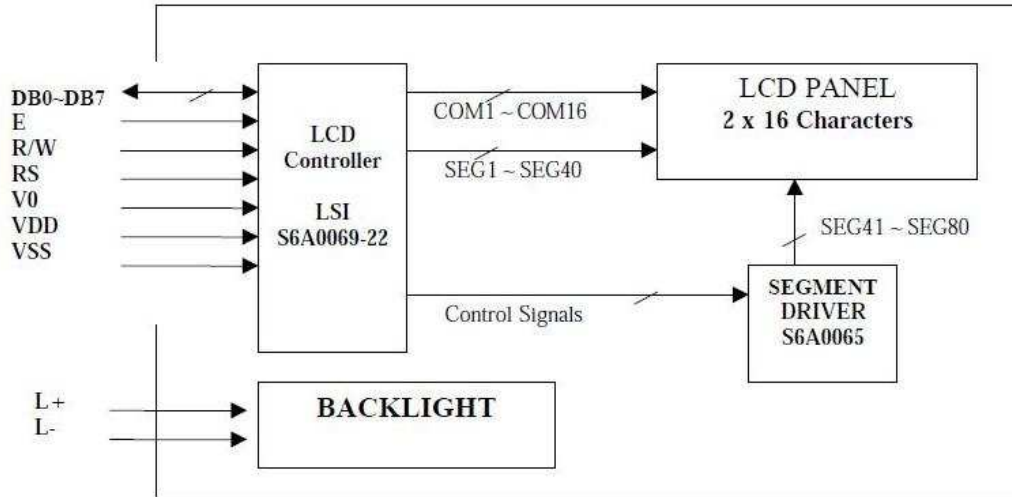 DB0~DB7
E
R/W
RS
V0
VDD
VSS
L+
L-
LCD
Controller
LSI
S6A0069-22
COM1 ~ COM16
SEG1 ~ SEG40
Control Signals
LCD PANEL
2 x 16 Characters
SEG41 ~ SEG80
SEGMENT
DRIVER
S6A0065
BACKLIGHT